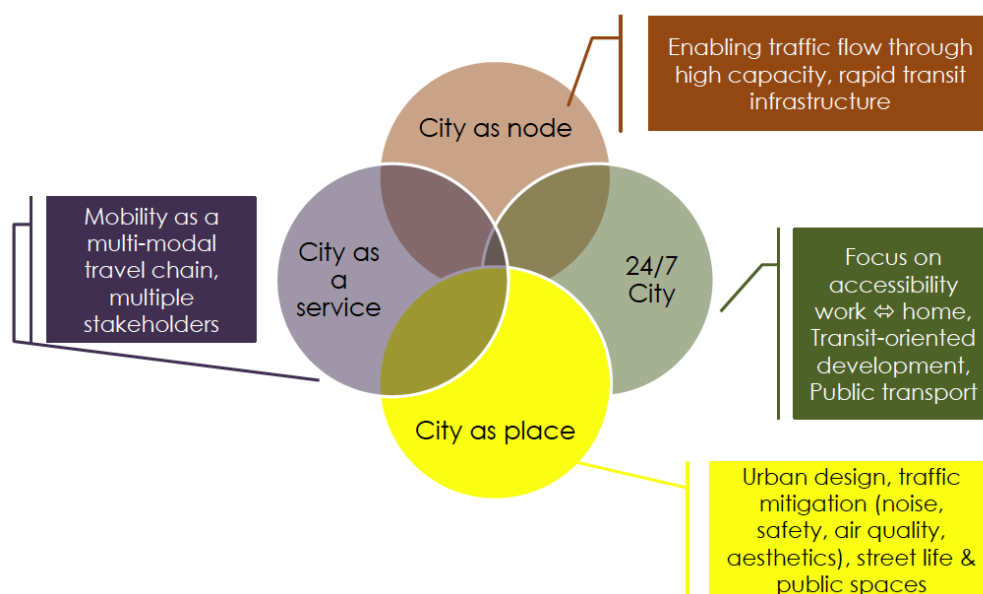 Enabling traffic flow through
high capacity, rapid transit
infrastructure
City as node
Mobility as a
multi-modal
travel chain,
multiple
stakeholders
City as
a
service
24/7
City
Focus on
accessibility
work ⇔ home,
Transit-oriented
development,
Public transport
City as place
Urban design, traffic
mitigation (noise,
safety, air quality,
aesthetics), street life &
public spaces